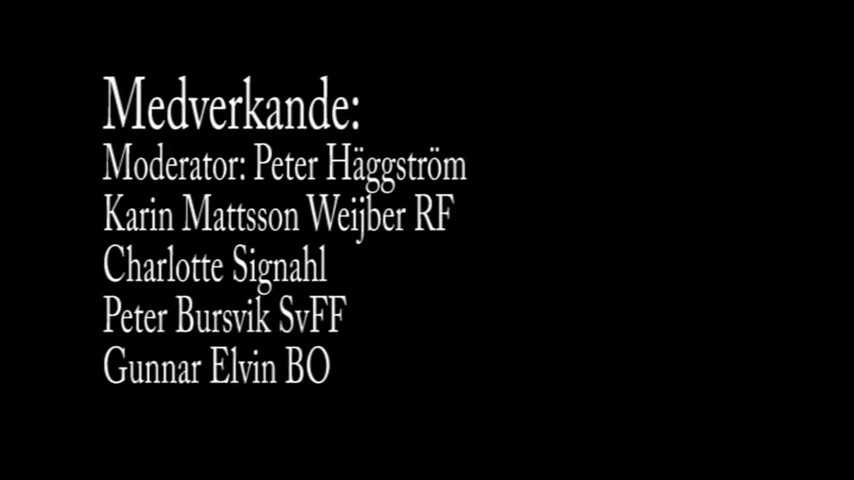 Medverkande:
Moderator: Peter Häggström
Karin Mattsson Weijber RF
Charlotte Signahl
Peter Bursvik SvFF
Gunnar Elvin BO